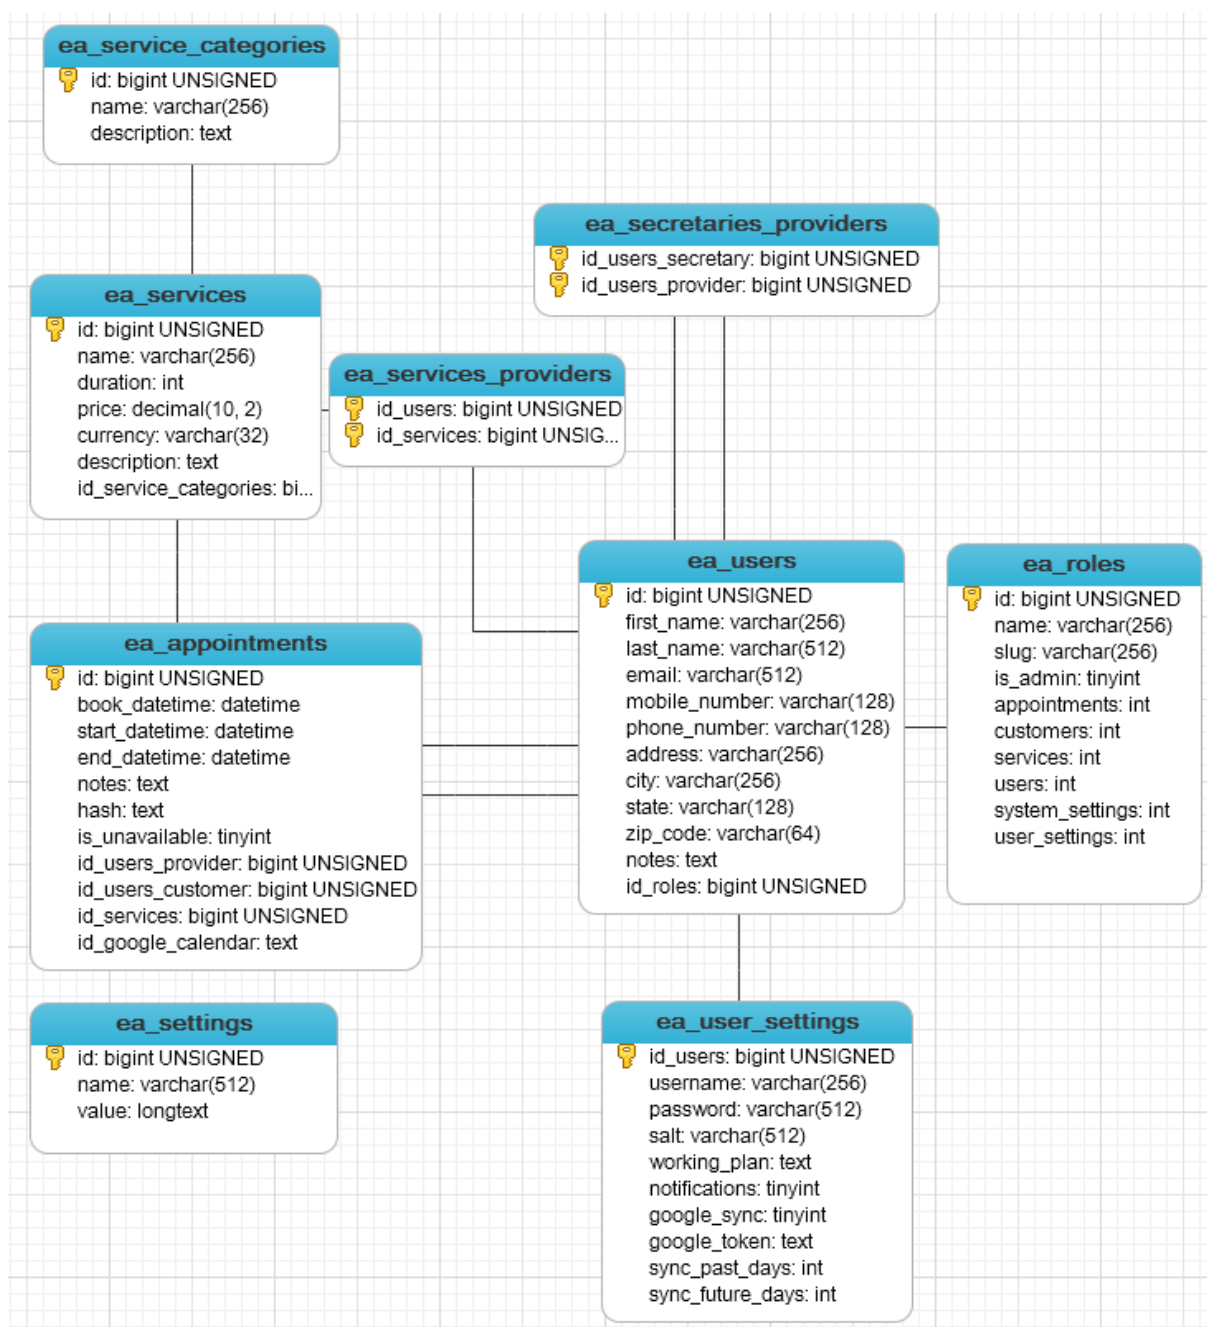 ea_service_categories
id: bigint UNSIGNED
name: varchar(256)
description: text
ea_secretaries_providers
id_users_secretary: bigint UNSIGNED
id_users_provider: bigint UNSIGNED
ea_services
id: bigint UNSIGNED
name: varchar(256)
duration: int
price: decimal(10, 2)
currency: varchar(32)
description: text
id_service_categories: bi...
ea_services_providers
id_users: bigint UNSIGNED
id_services: bigint UNSIG...
ea_users
id: bigint UNSIGNED
first_name: varchar(256)
last_name: varchar(512)
email: varchar(512)
mobile_number: varchar(128)
phone_number: varchar(128)
address: varchar(256)
city: varchar(256)
state: varchar(128)
zip_code: varchar(64)
notes: text
id_roles: bigint UNSIGNED
ea_roles
id: bigint UNSIGNED
name: varchar(256)
slug: varchar(256)
is_admin: tinyint
appointments: int
customers: int
services: int
users: int
system_settings: int
user_settings: int
ea_appointments
id: bigint UNSIGNED
book_datetime: datetime
start_datetime: datetime
end_datetime: datetime
notes: text
hash: text
is_unavailable: tinyint
id_users_provider: bigint UNSIGNED
id_users_customer: bigint UNSIGNED
id_services: bigint UNSIGNED
id_google_calendar: text
ea_settings
id: bigint UNSIGNED
name: varchar(512)
value: longtext
ea_user_settings
id_users: bigint UNSIGNED
username: varchar(256)
password: varchar(512)
salt: varchar(512)
working_plan: text
notifications: tinyint
google_sync: tinyint
google_token: text
sync_past_days: int
sync_future_days: int